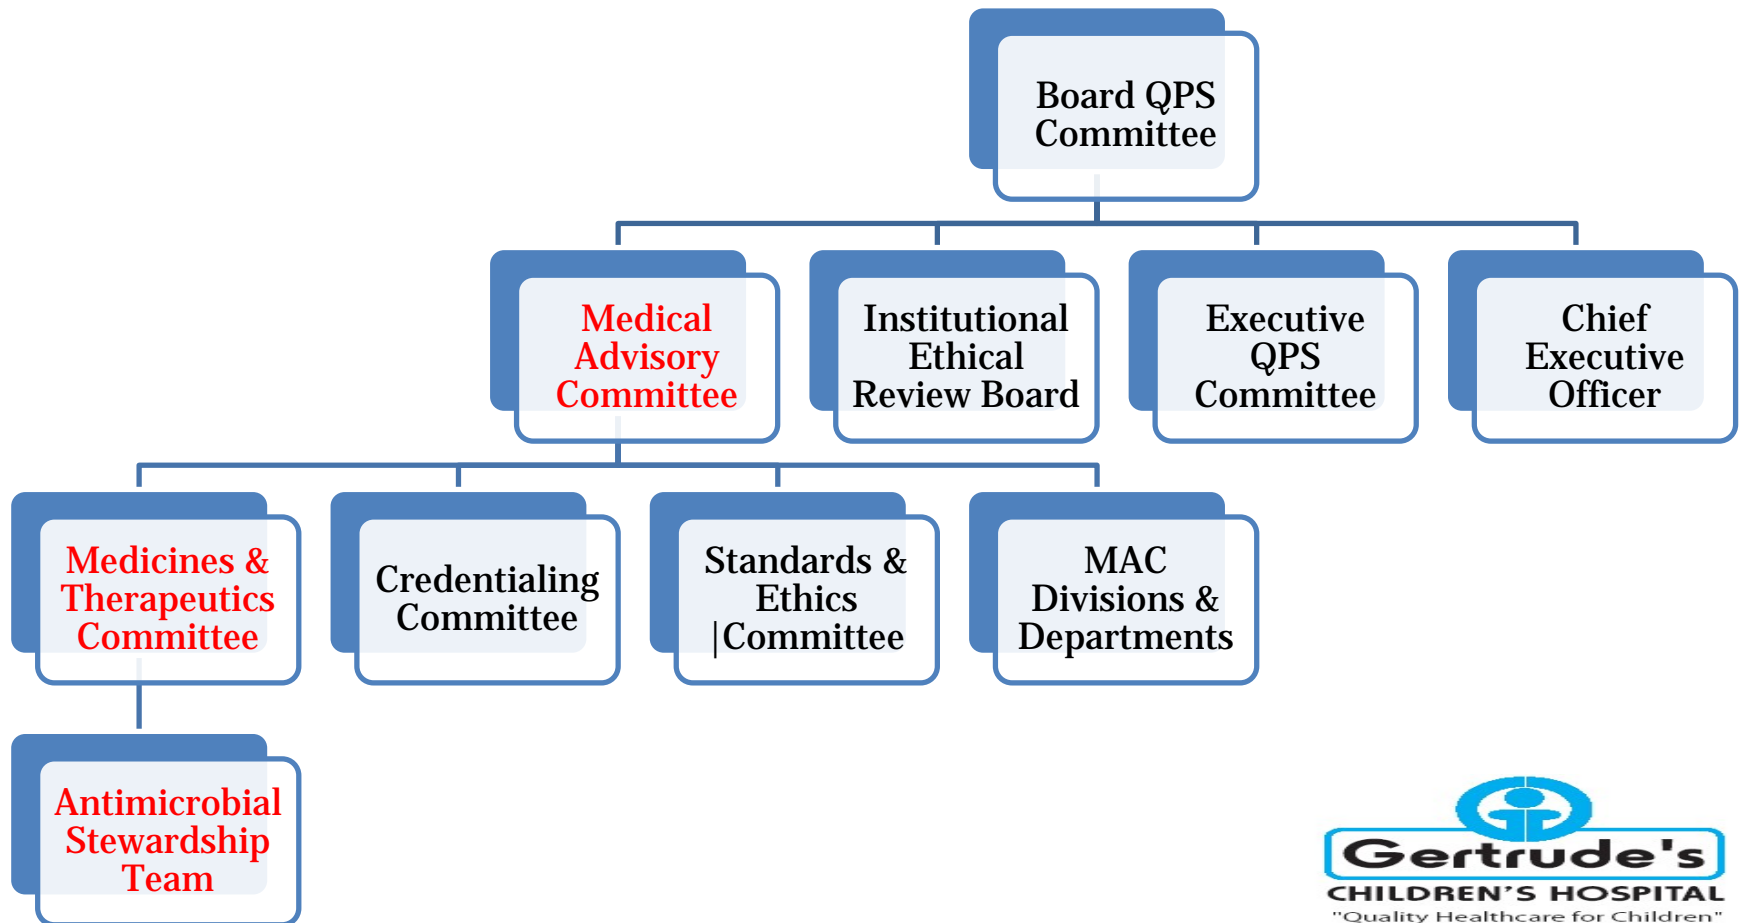 Board QPS
Committee
Medical
Advisory
Committee
Institutional
Ethical
Review Board
Executive
QPS
Committee
Chief
Executive
Officer
Medicines &
Therapeutics
Committee
Credentialing
Committee
Standards &
Ethics
|Committee
MAC
Divisions &
Departments
Antimicrobial
Stewardship
Team
Gertrude's
CHILDREN'S HOSPITAL
"Quality Healthcare for Children"